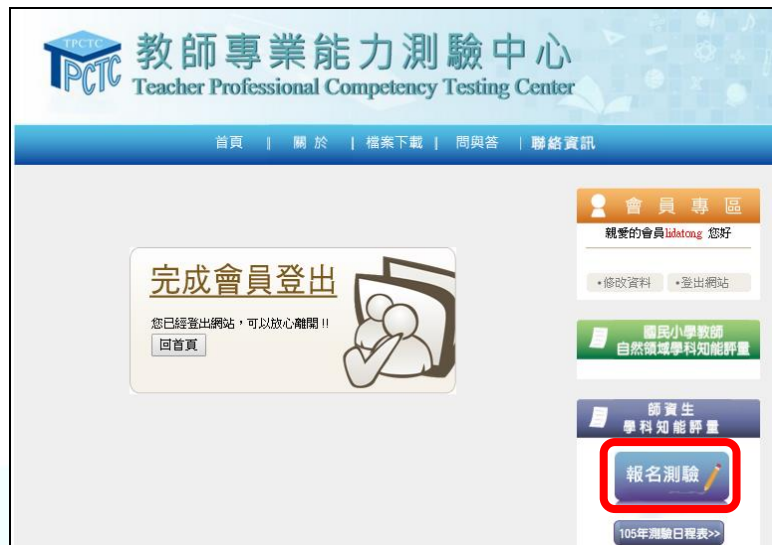 TPCTC
PCTC
教師專業能力測驗中心
Teacher Professional Competency Testing Center
首頁 | 關於 | 檔案下載 | 問與答 | 聯絡資訊
會員專區
親愛的會員lidatong 您好
•修改資料 •登出網站
完成會員登出
您已經登出網站，可以放心離開 !!
回首頁
國民小學教師
自然領域學科知能評量
師資生
學科知能評量
報名測驗
105年測驗日程表>>